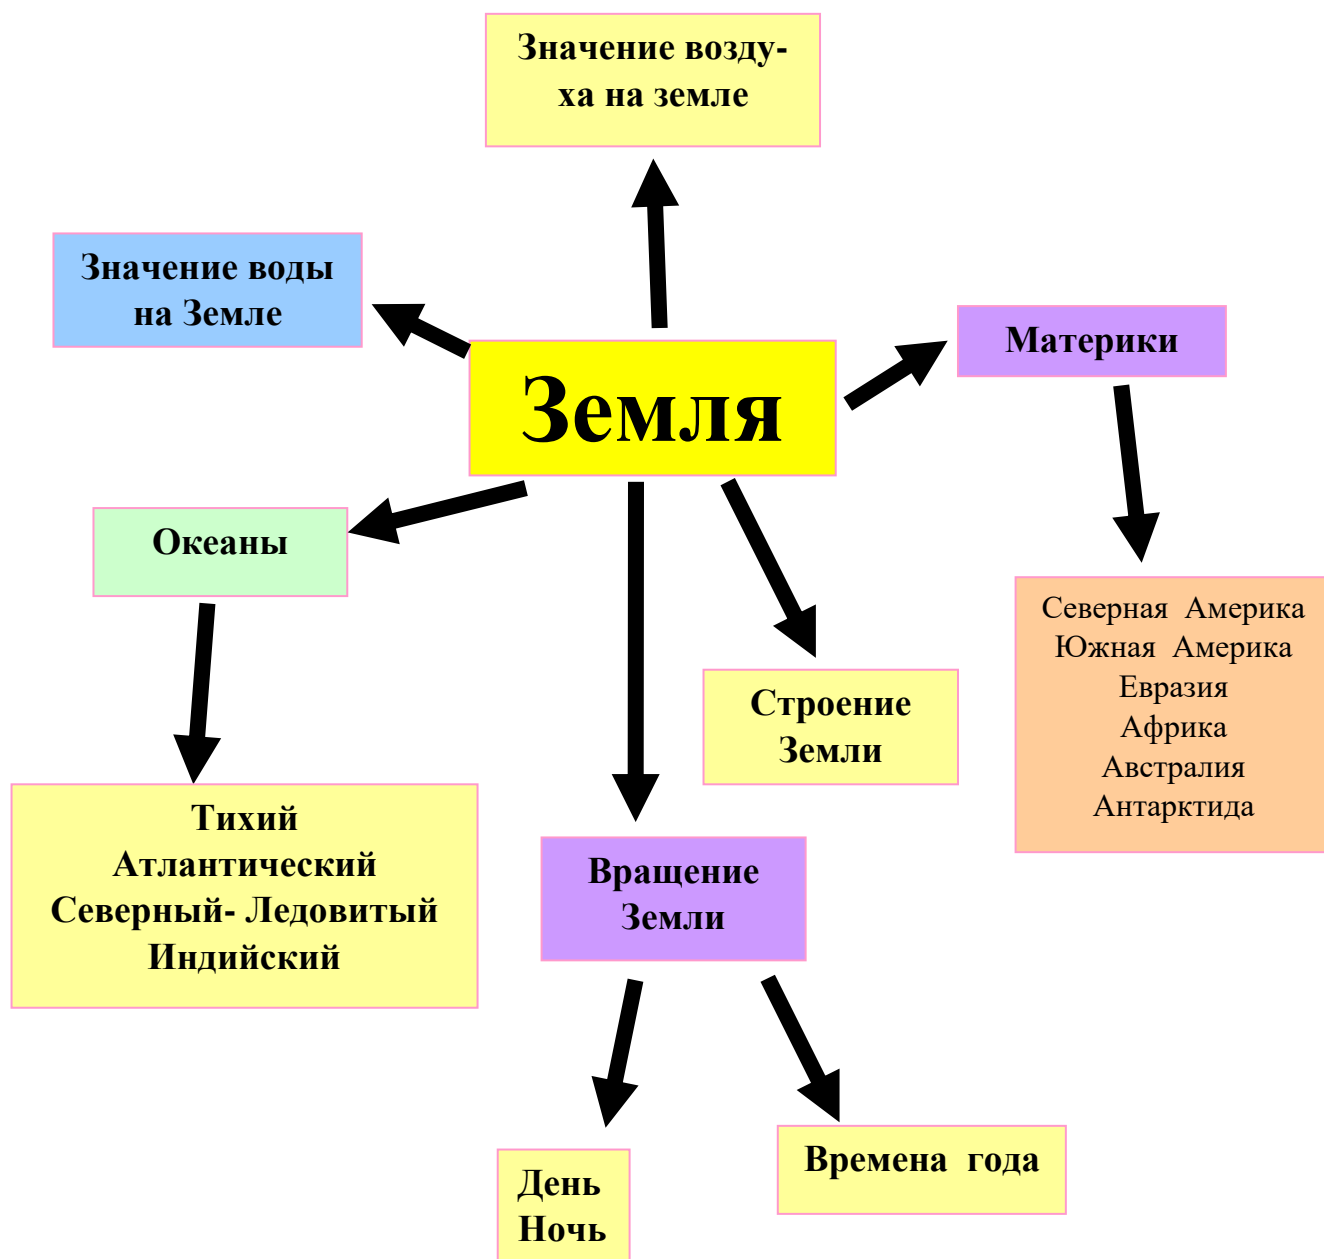 Значение возду-
ха на земле
Значение воды
на Земле
Материки
Земля
Океаны
Северная Америка
Южная Америка
Евразия
Африка
Австралия
Антарктида
Строение
Земли
Тихий
Атлантический
Северный- Ледовитый
Индийский
Вращение
Земли
Времена года
День
Ночь